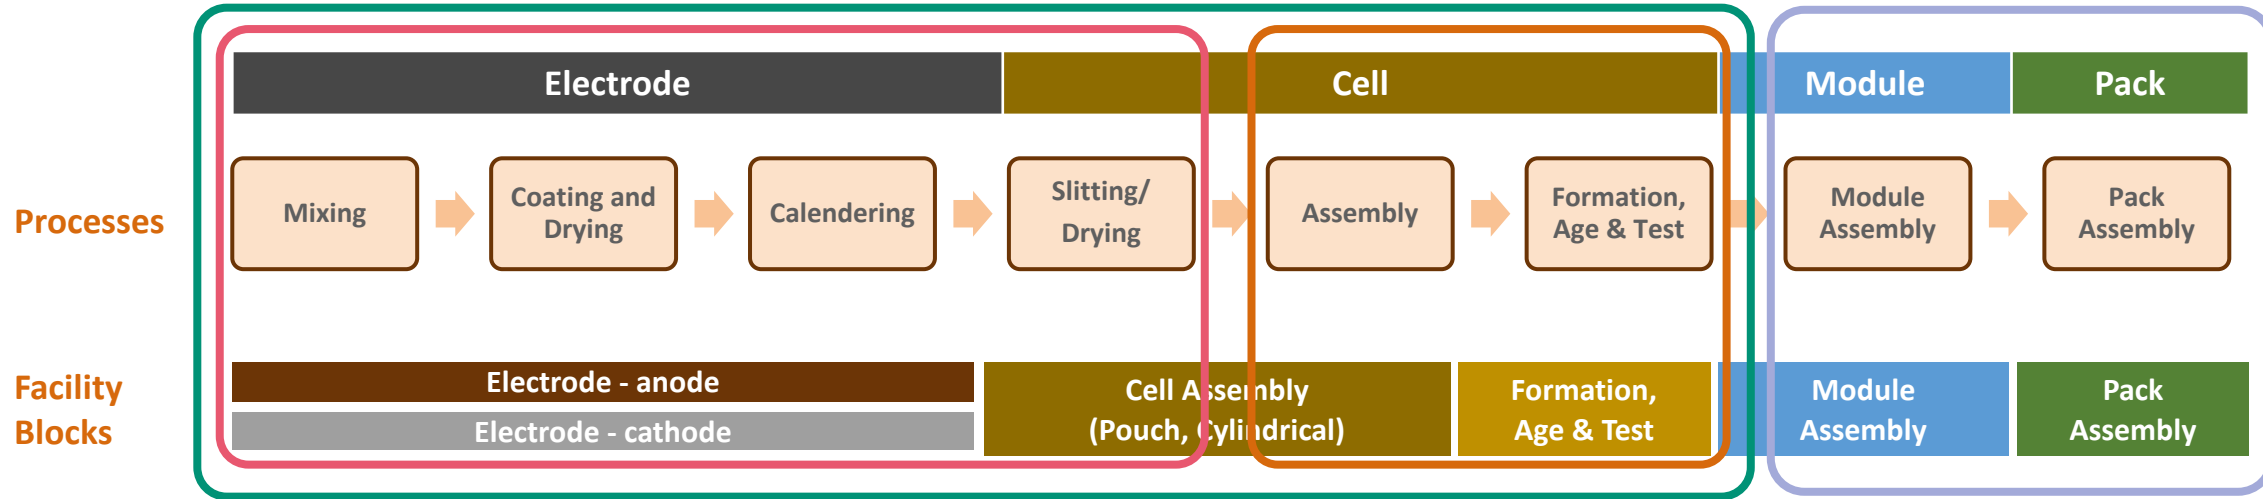 Electrode
Cell
Module
Pack
Processes
Mixing
Coating and
Drying
Calendering
Slitting/
Drying
Assembly
Formation,
Age & Test
Module
Assembly
Pack
Assembly
Facility
Blocks
Electrode - anode
Electrode - cathode
Cell Assembly
(Pouch, Cylindrical)
Formation,
Age & Test
Module
Assembly
Pack
Assembly